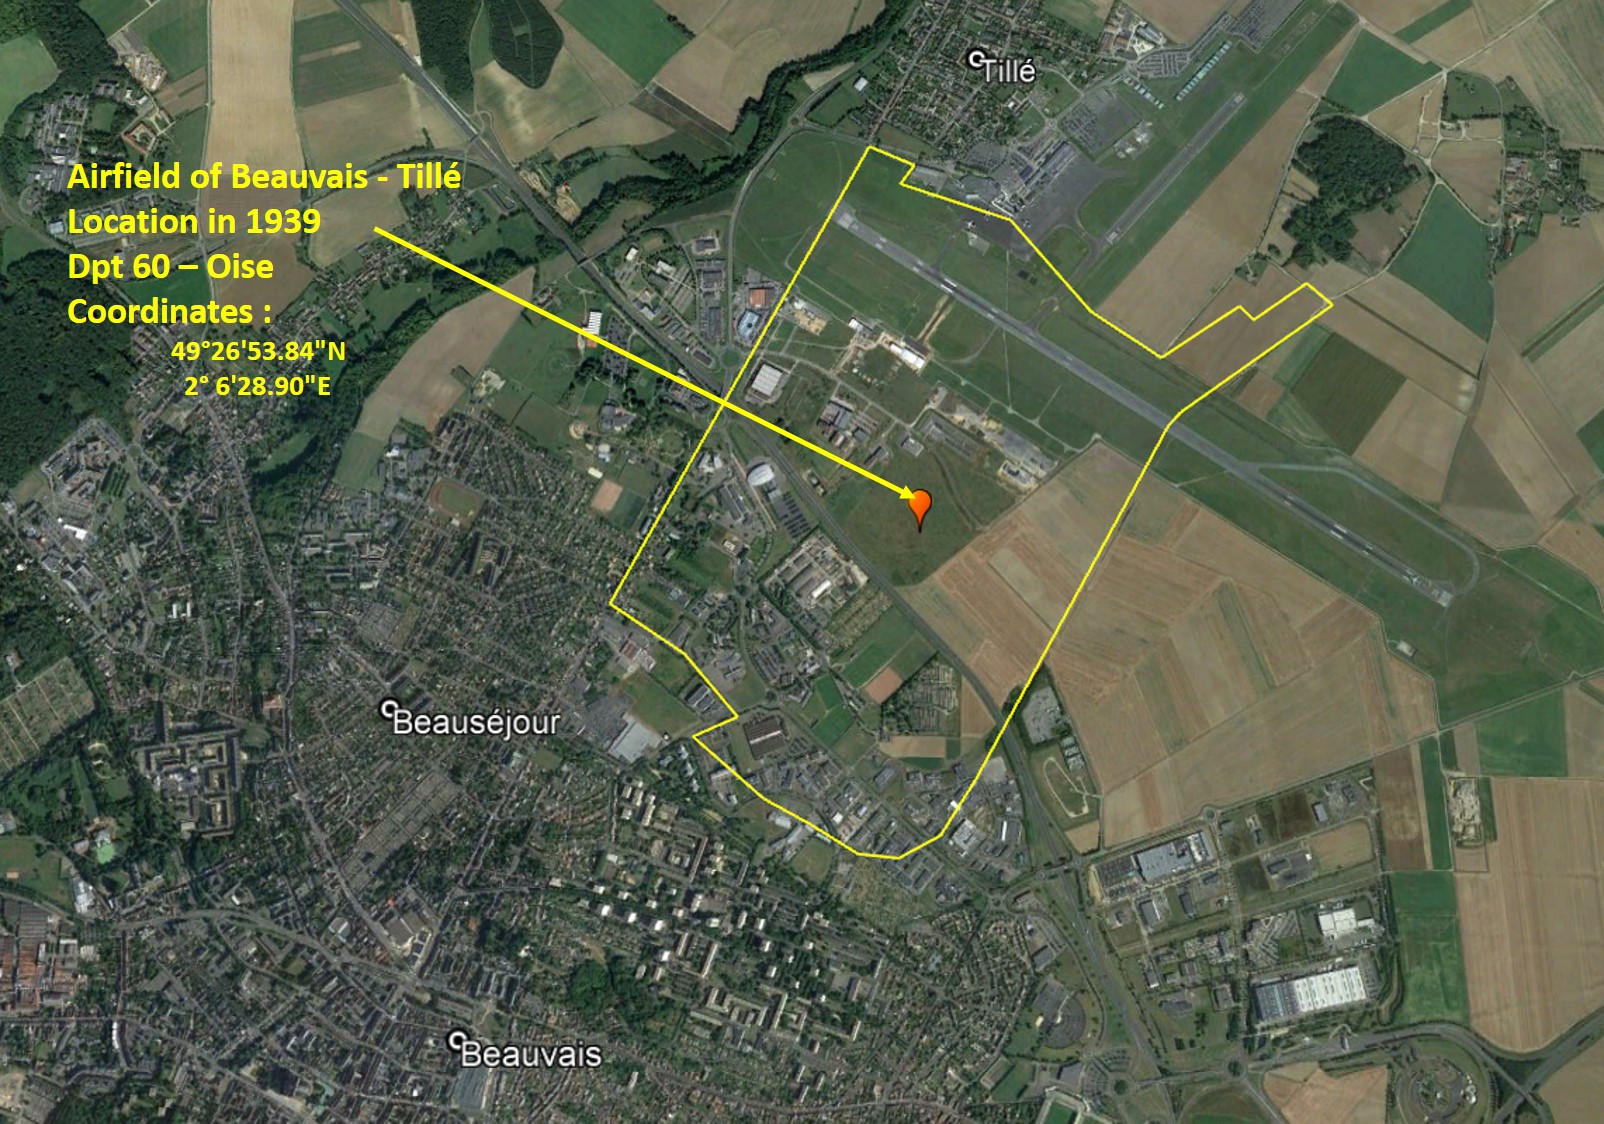 Tillé
Airfield of Beauvais - Tillé
Location in 1939
Dpt 60 – Oise
Coordinates :
49°26'53.84"N
2° 6'28.90"E
Beauséjour
Beauvais